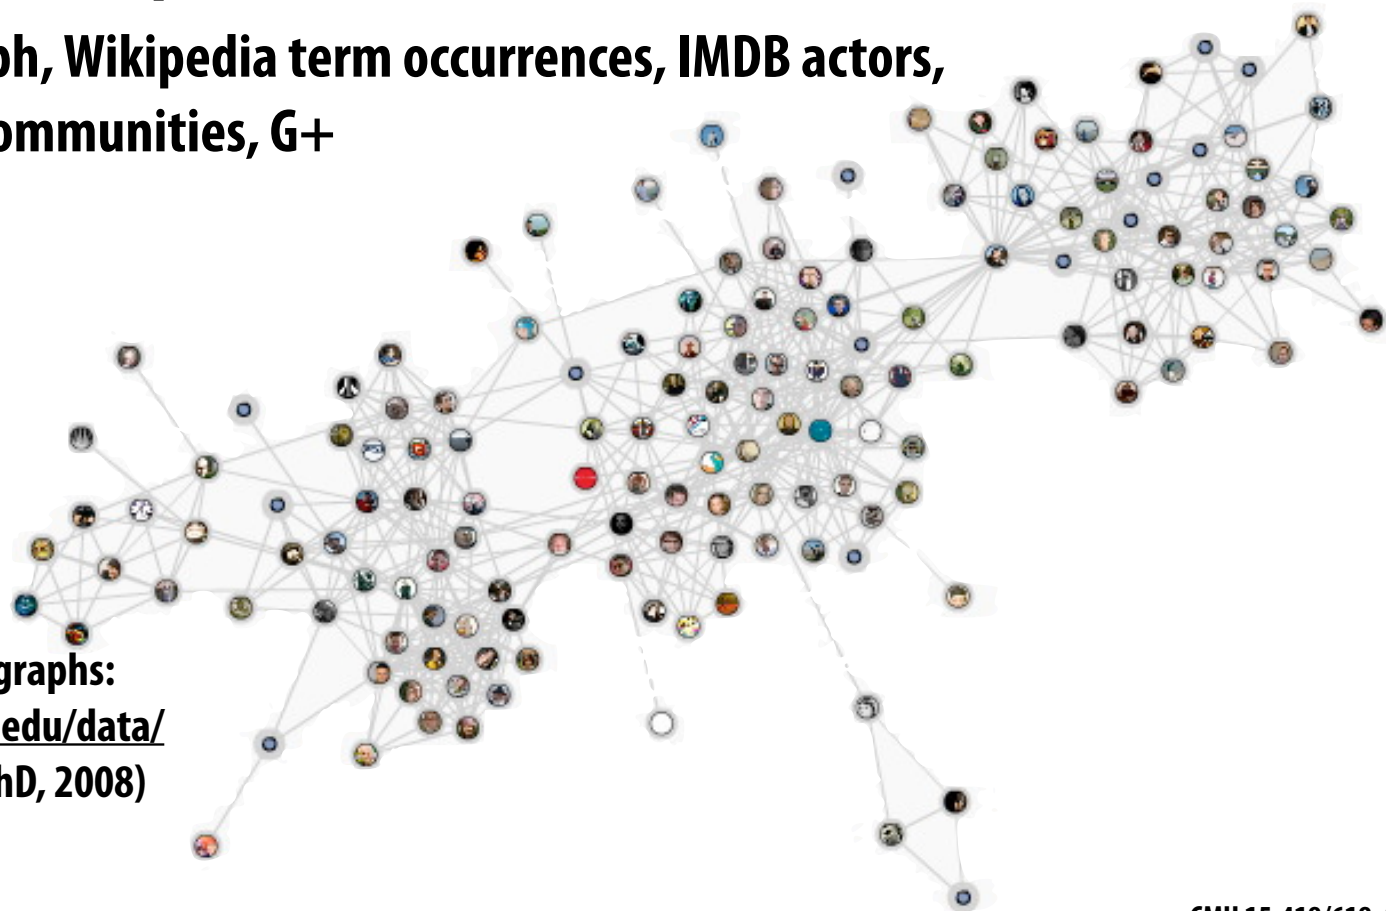 ph, Wikipedia term occurrences, IMDB actors,
ommunities, G+
graphs:
.edu/data/
hD, 2008)